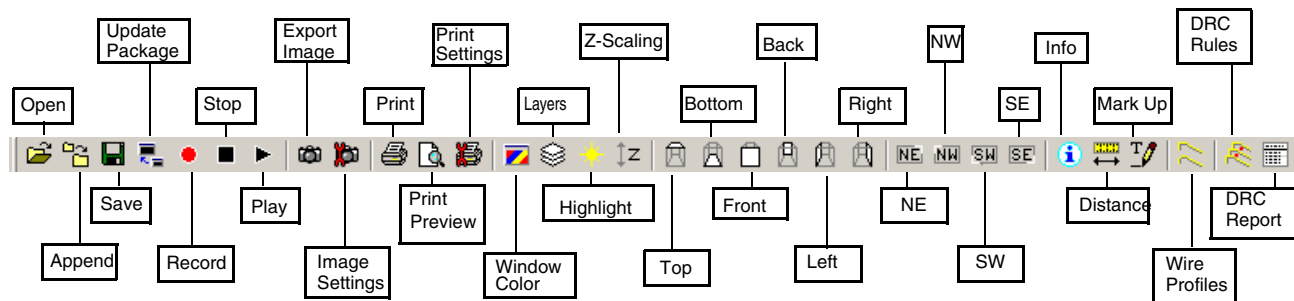 Update
Package
Export
Image
Print
Settings
Z-Scaling
Back
NW
Info
DRC
Rules
Open
Stop
Print
Layers
Bottom
Right
SE
Mark Up
Z
NE
NW
SW
SE
i
T
Save
Play
Print
Preview
Highlight
Front
NE
Distance
DRC
Report
Append
Record
Image
Settings
Window
Color
Top
Left
SW
Wire
Profiles